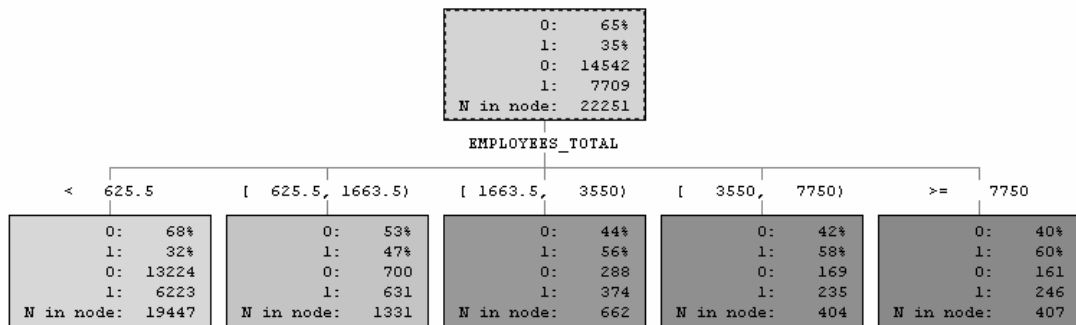 0: 65%
1: 35%
0: 14542
1: 7709
N in node: 22251
EMPLOYEES_TOTAL
< 625.5
[ 625.5, 1663.5)
[ 1663.5, 3550)
[ 3550, 7750)
>= 7750
0: 68%
1: 32%
0: 13224
1: 6223
N in node: 19447
0: 53%
1: 47%
0: 700
1: 631
N in node: 1331
0: 44%
1: 56%
0: 288
1: 374
N in node: 662
0: 42%
1: 58%
0: 169
1: 235
N in node: 404
0: 40%
1: 60%
0: 161
1: 246
N in node: 407